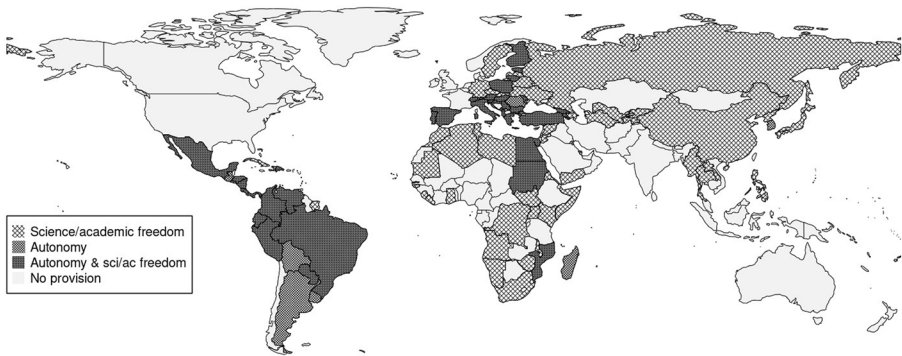 Science/academic freedom
Autonomy
Autonomy & sci/ac freedom
No provision